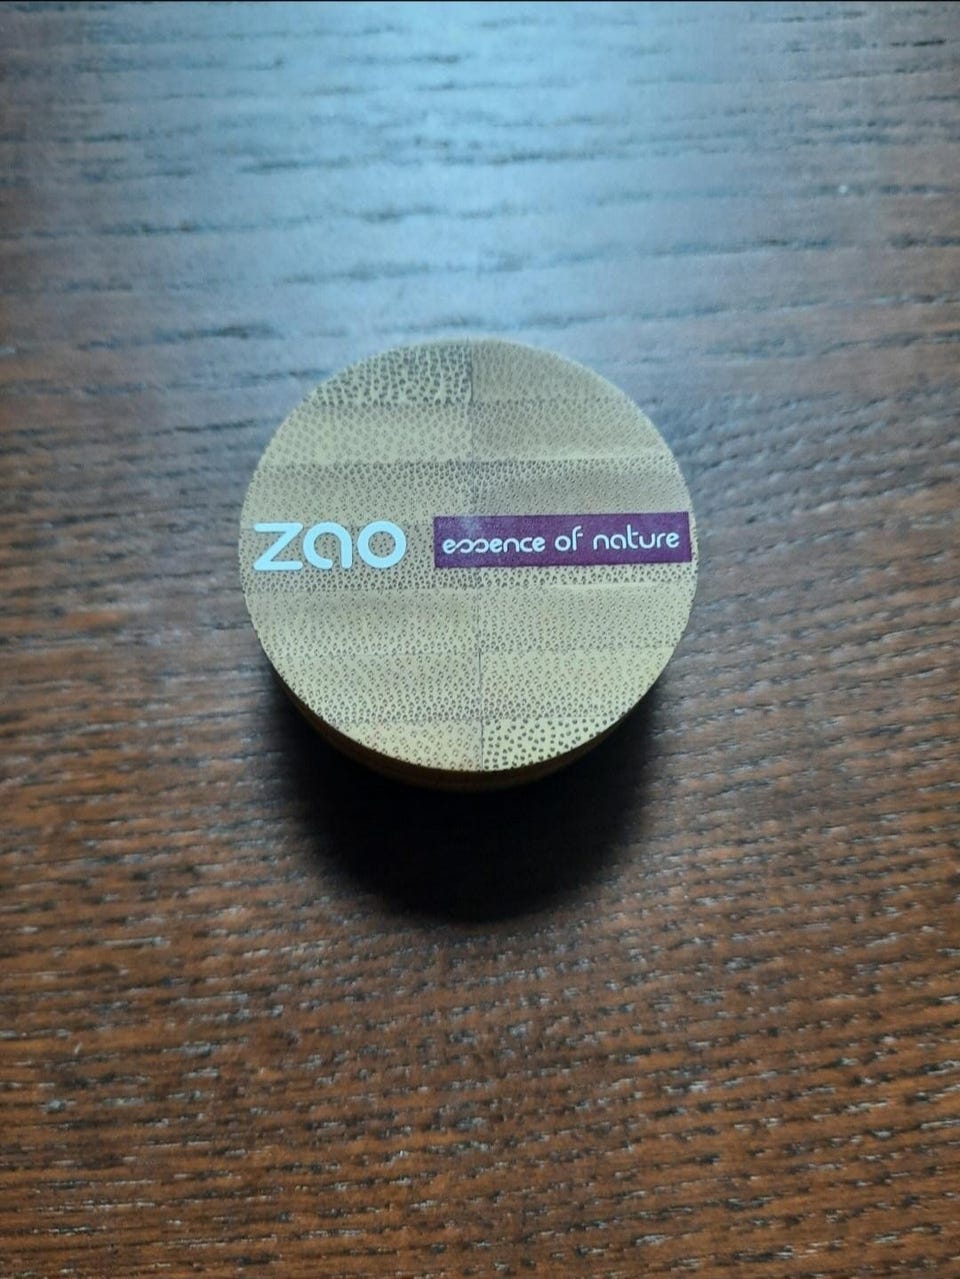 zao essence of nature